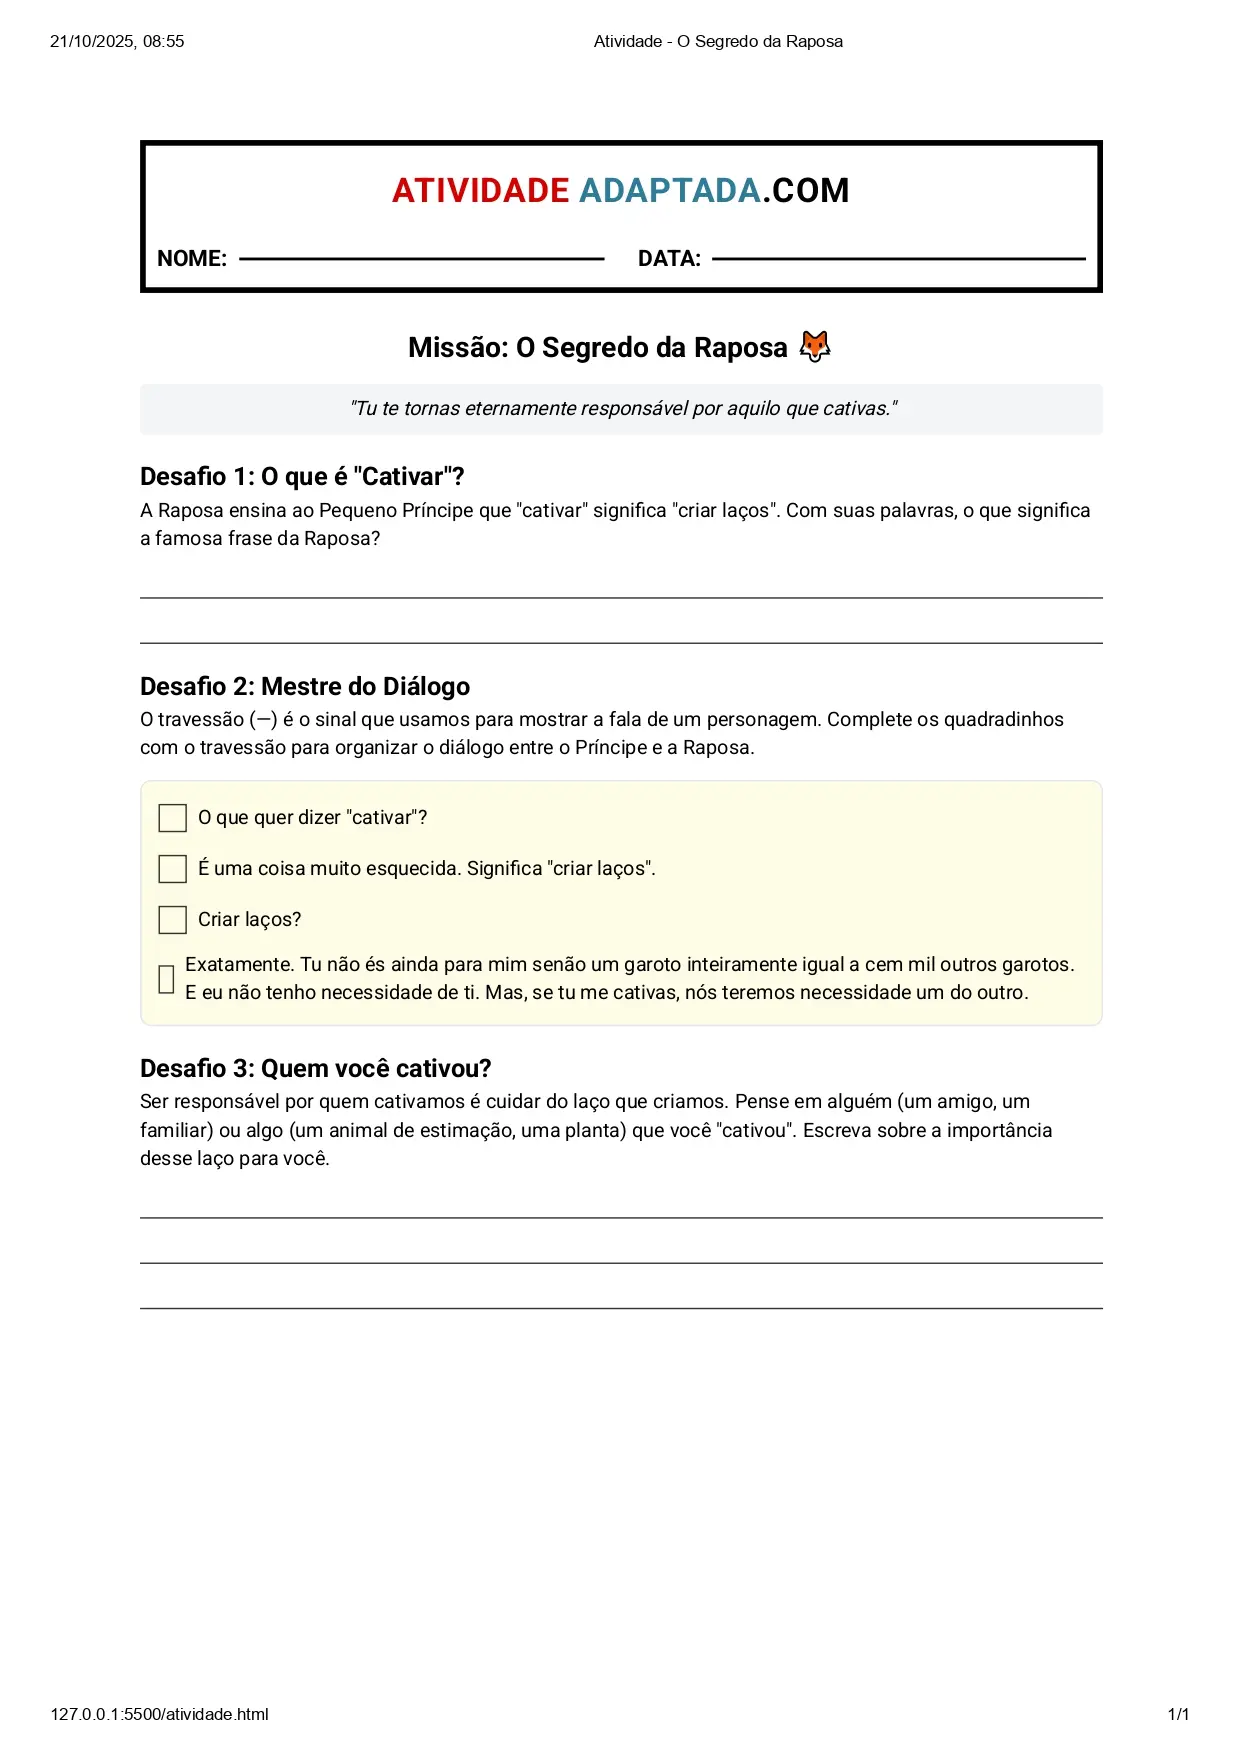 21/10/2025, 08:55
Atividade - O Segredo da Raposa
ATIVIDADE ADAPTADA.COM
NOME:
DATA:
Missão: O Segredo da Raposa
"Tu te tornas eternamente responsável por aquilo que cativas."
Desafio 1: O que é "Cativar"?
A Raposa ensina ao Pequeno Príncipe que "cativar" significa "criar laços". Com suas palavras, o que significa
a famosa frase da Raposa?
Desafio 2: Mestre do Diálogo
O travessão (—) é o sinal que usamos para mostrar a fala de um personagem. Complete os quadradinhos
com o travessão para organizar o diálogo entre o Príncipe e a Raposa.
O que quer dizer "cativar"?
É uma coisa muito esquecida. Significa "criar laços".
Criar laços?
Exatamente. Tu não és ainda para mim senão um garoto inteiramente igual a cem mil outros garotos.
E eu não tenho necessidade de ti. Mas, se tu me cativas, nós teremos necessidade um do outro.
Desafio 3: Quem você cativou?
Ser responsável por quem cativamos é cuidar do laço que criamos. Pense em alguém (um amigo, um
familiar) ou algo (um animal de estimação, uma planta) que você "cativou". Escreva sobre a importância
desse laço para você.
127.0.0.1:5500/atividade.html
1/1